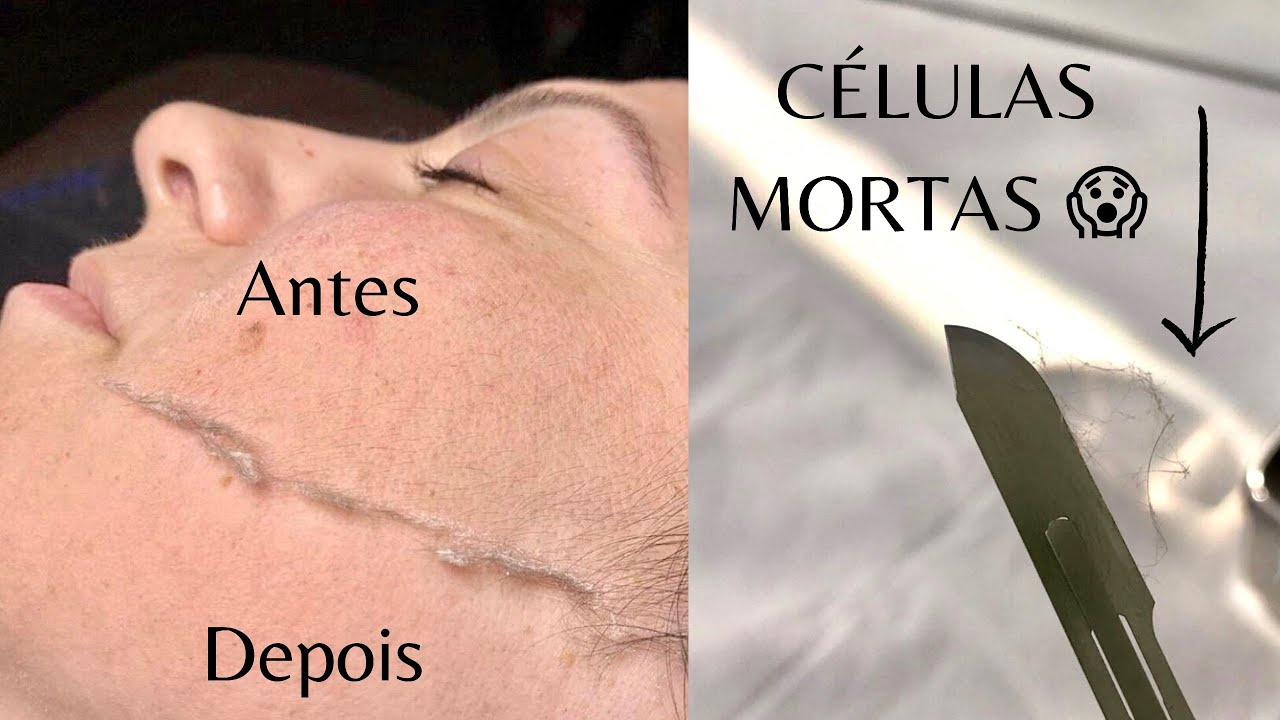 Antes
Depois
CÉLULAS
MORTAS 😱